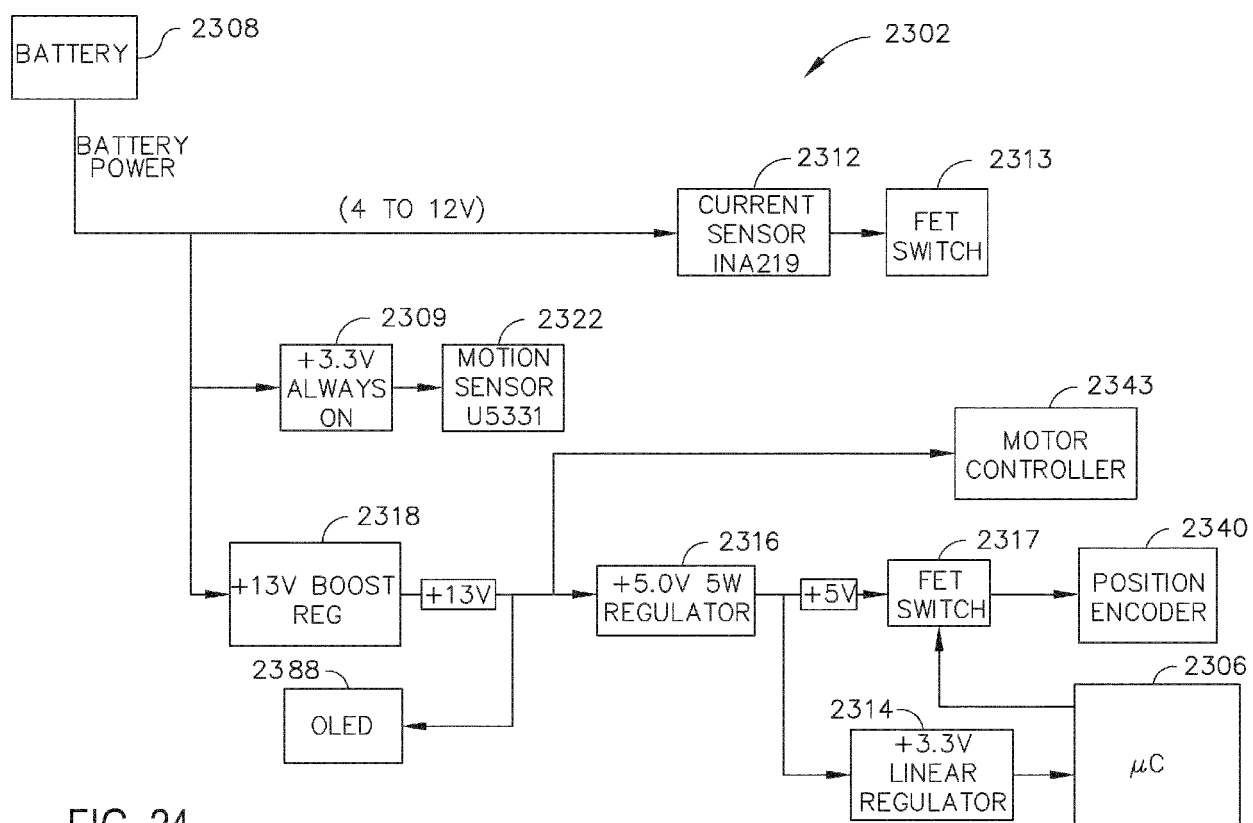 2308
BATTERY
2302
BATTERY
POWER
2312
2313
(4 TO 12V)
CURRENT
SENSOR
INA219
FET
SWITCH
2309
2322
+3.3V
ALWAYS
ON
MOTION
SENSOR
U5331
2343
MOTOR
CONTROLLER
2318
2316
2317
2340
+13V BOOST
REG
+13V
+5.0V 5W
REGULATOR
+5V
FET
SWITCH
POSITION
ENCODER
2388
OLED
2306
2314
+3.3V
LINEAR
REGULATOR
μC
FIG. 24